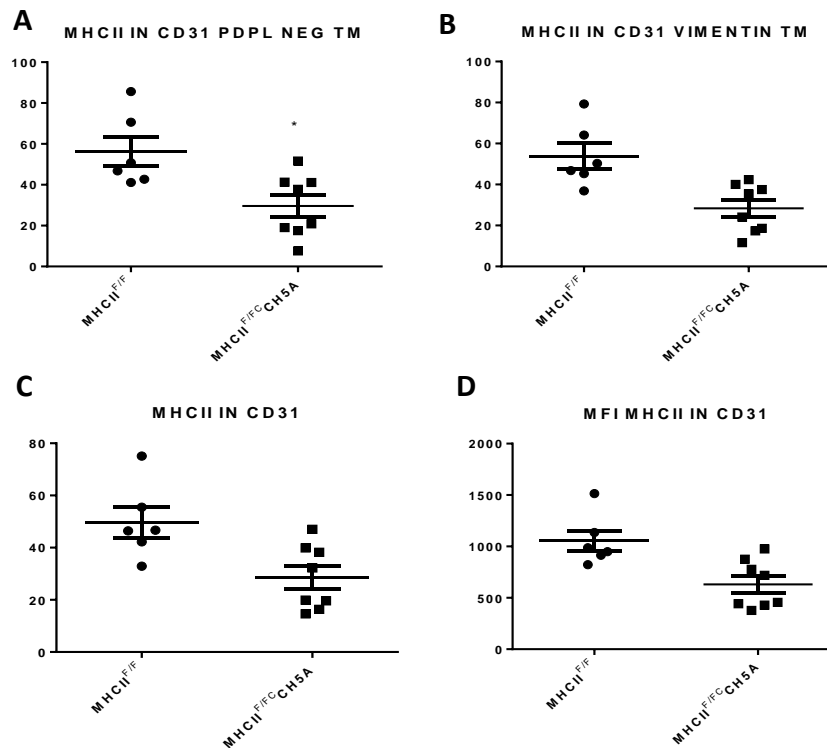 A
MHCII IN CD31 PDPL NEG TM
100
80
60
40
20
0
*
MHCII^F/F
MHCII^F/FC CH5A
B
MHCII IN CD31 VIMENTIN TM
100
80
60
40
20
0
MHCII^F/F
MHCII^F/FC CH5A
C
MHCII IN CD31
80
60
40
20
0
MHCII^F/F
MHCII^F/FC CH5A
D
MFI MHCII IN CD31
2000
1500
1000
500
0
MHCII^F/F
MHCII^F/FC CH5A